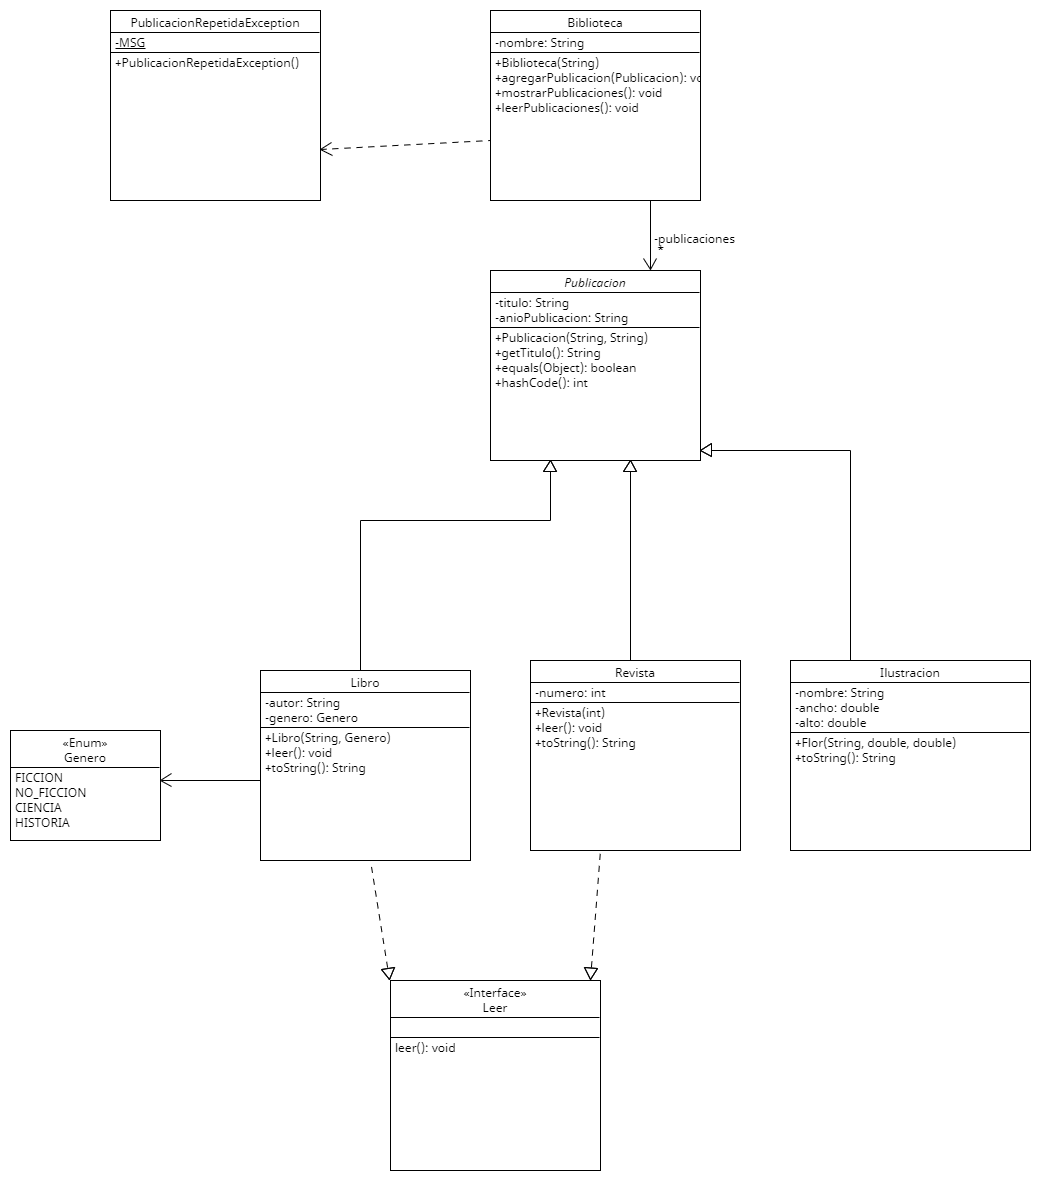 PublicacionRepetidaException
-MSG
+PublicacionRepetidaException()
Biblioteca
-nombre: String
+Biblioteca(String)
+agregarPublicacion(Publicacion): vo
+mostrarPublicaciones(): void
+leerPublicaciones(): void
-publicaciones
*
Publicacion
-titulo: String
-anioPublicacion: String
+Publicacion(String, String)
+getTitulo(): String
+equals(Object): boolean
+hashCode(): int
«Enum»
Genero
FICCION
NO_FICCION
CIENCIA
HISTORIA
Libro
-autor: String
-genero: Genero
+Libro(String, Genero)
+leer(): void
+toString(): String
Revista
-numero: int
+Revista(int)
+leer(): void
+toString(): String
Ilustracion
-nombre: String
-ancho: double
-alto: double
+Flor(String, double, double)
+toString(): String
«Interface»
Leer
leer(): void